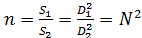 n = S₁/S₂ = D₁²/D₂² = N²